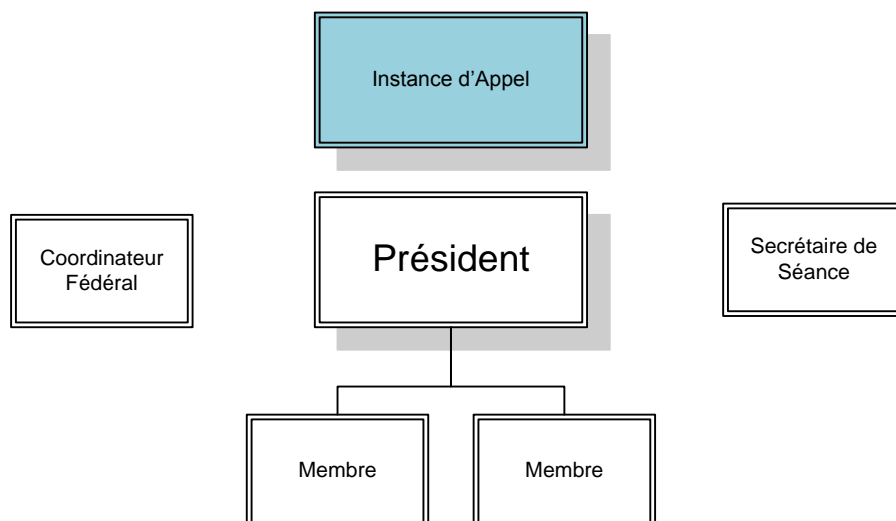 Instance d’Appel
Coordinateur
Fédéral
Président
Secrétaire de
Séance
Membre
Membre